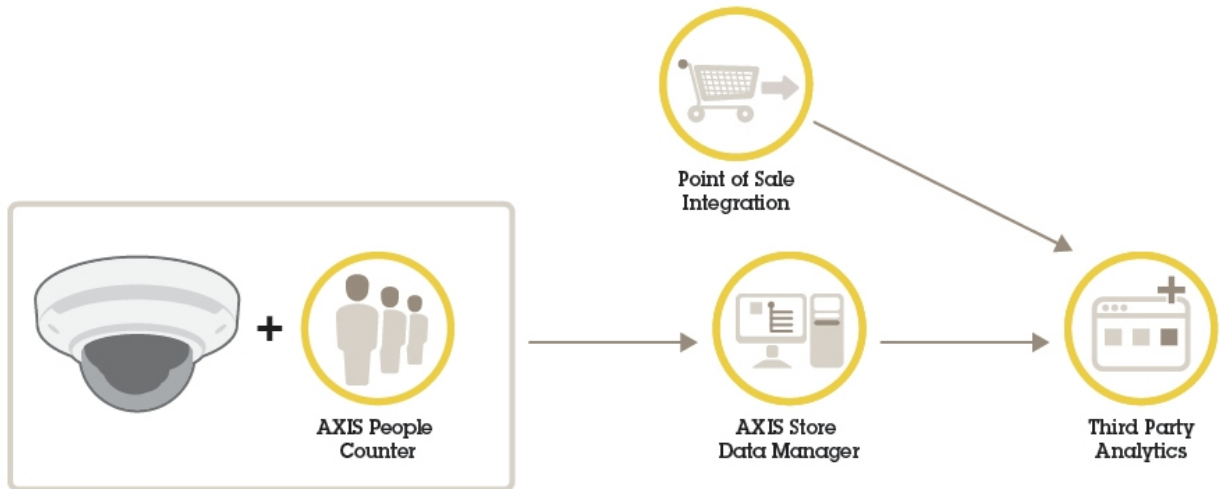 Point of Sale
Integration
AXIS People
Counter
AXIS Store
Data Manager
Third Party
Analytics